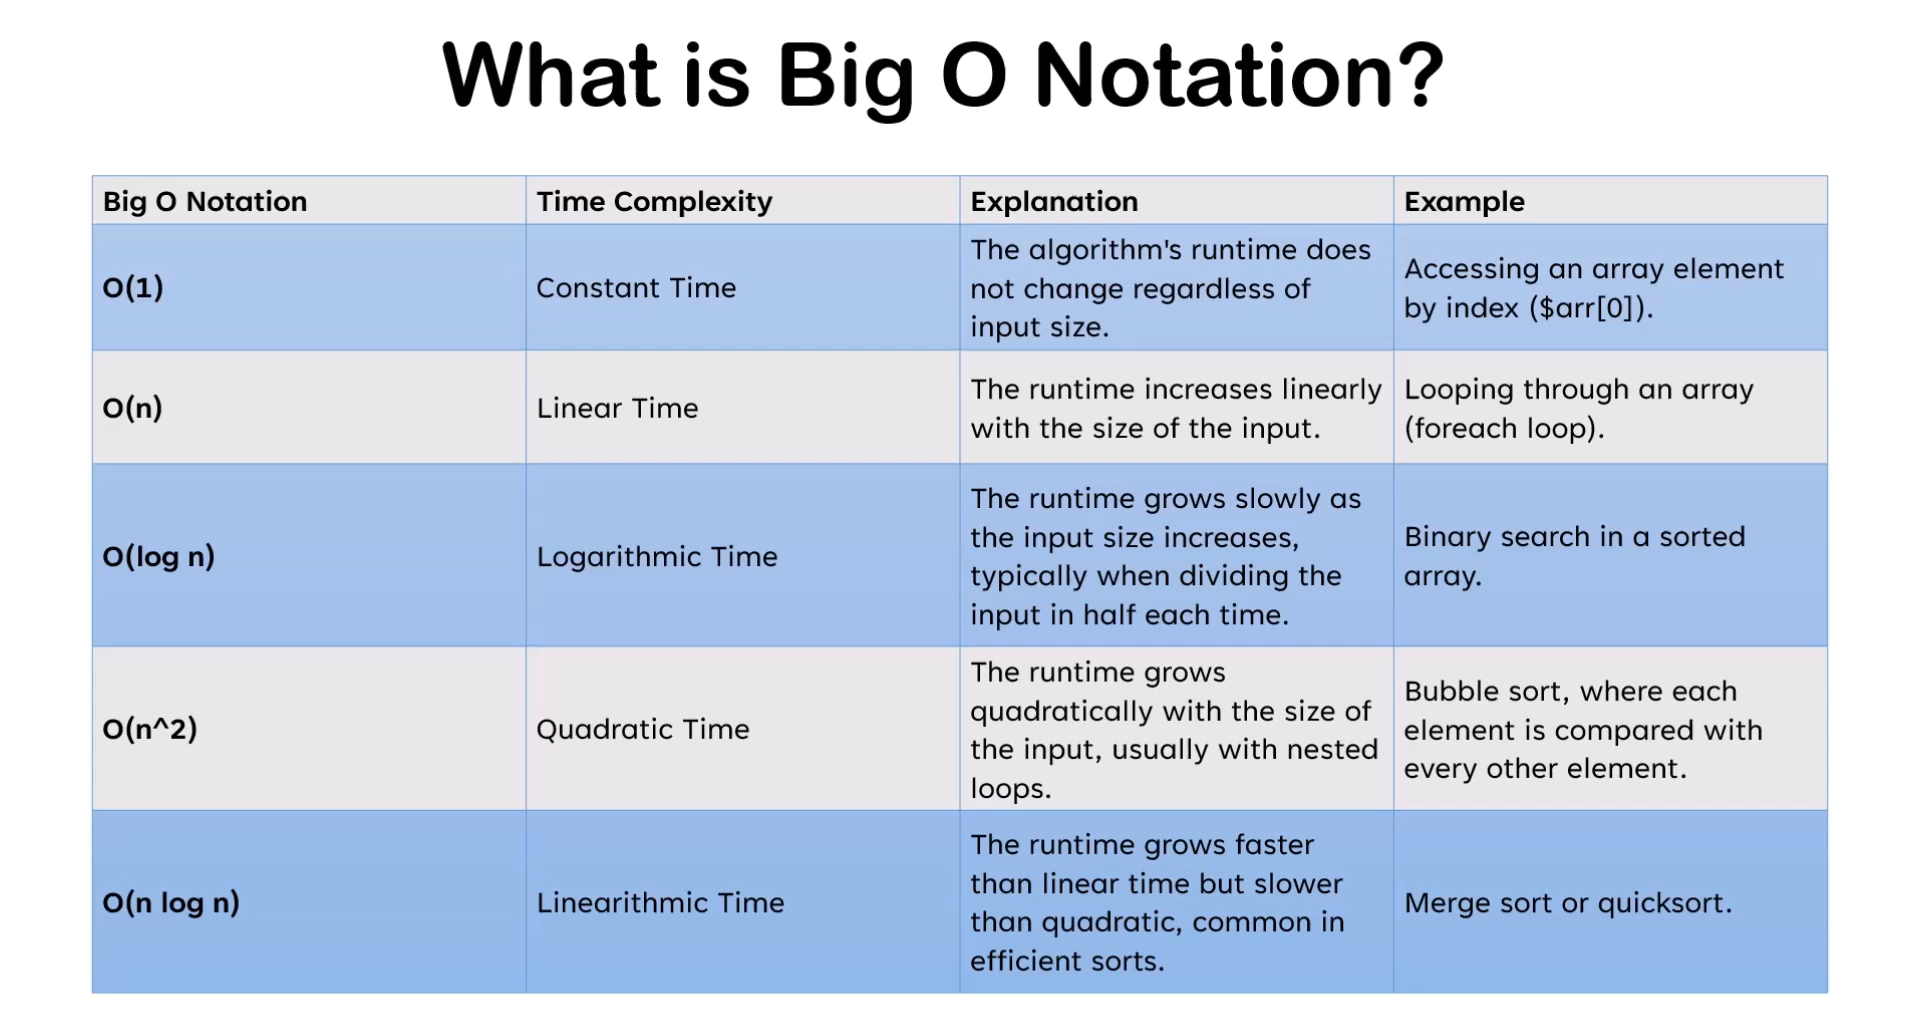 What is Big O Notation?
Big O Notation
Time Complexity
Explanation
Example
O(1)
Constant Time
The algorithm's runtime does
not change regardless of
input size.
Accessing an array element
by index ($arr[0]).
O(n)
Linear Time
The runtime increases linearly
with the size of the input.
Looping through an array
(foreach loop).
O(log n)
Logarithmic Time
The runtime grows slowly as
the input size increases,
typically when dividing the
input in half each time.
Binary search in a sorted
array.
O(n^2)
Quadratic Time
The runtime grows
quadratically with the size of
the input, usually with nested
loops.
Bubble sort, where each
element is compared with
every other element.
O(n log n)
Linearithmic Time
The runtime grows faster
than linear time but slower
than quadratic, common in
efficient sorts.
Merge sort or quicksort.